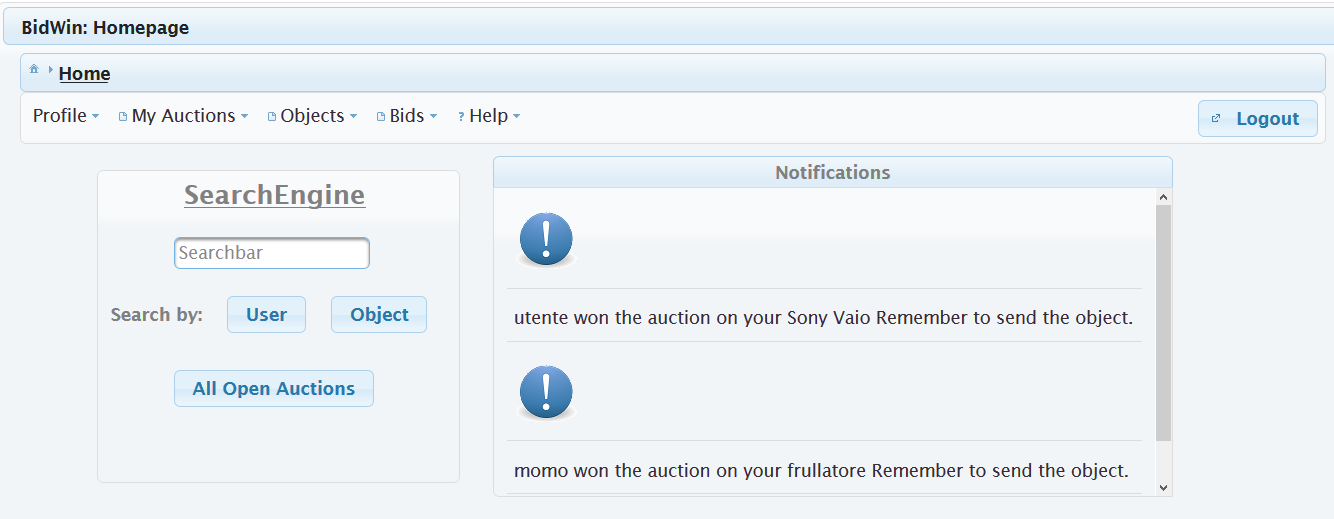 BidWin: Homepage
Home
Profile My Auctions Objects Bids ? Help Logout
SearchEngine
Searchbar
Search by: User Object
All Open Auctions
Notifications
utente won the auction on your Sony Vaio Remember to send the object.
momo won the auction on your frullatore Remember to send the object.